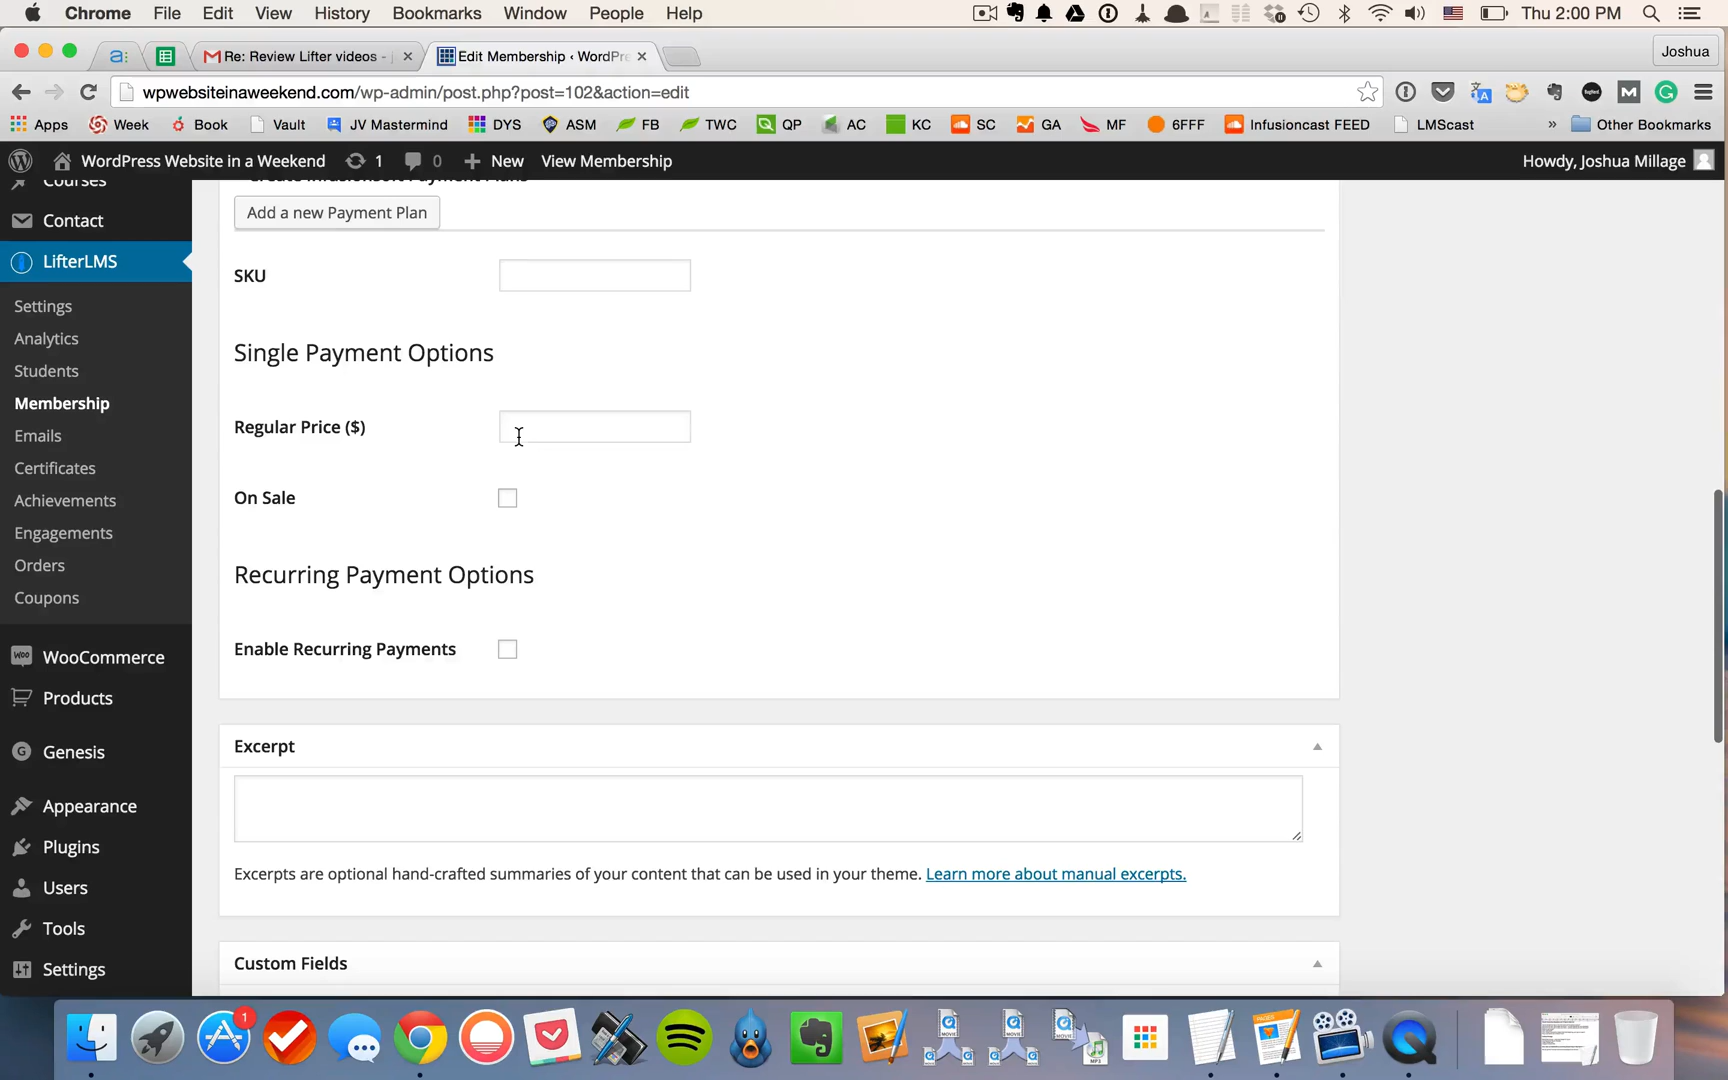 Chrome File Edit View History Bookmarks Window People Help Thu 2:00 PM
a: Re: Review Lifter videos - Edit Membership ‹ WordPre Joshua
wpwebsiteinaweekend.com/wp-admin/post.php?post=102&action=edit
Apps Week Book Vault JV Mastermind DYS ASM FB TWC QP AC KC SC GA MF 6FFF Infusioncast FEED LMScast » Other Bookmarks
WordPress Website in a Weekend 1 0 + New View Membership Howdy, Joshua Millage
Courses
Contact
LifterLMS
Settings
Analytics
Students
Membership
Emails
Certificates
Achievements
Engagements
Orders
Coupons
WooCommerce
Products
Genesis
Appearance
Plugins
Users
Tools
Settings
Create Infusionsoft Payment Plans
Add a new Payment Plan
SKU
Single Payment Options
Regular Price ($)
On Sale
Recurring Payment Options
Enable Recurring Payments
Excerpt
Excerpts are optional hand-crafted summaries of your content that can be used in your theme. Learn more about manual excerpts.
Custom Fields
1